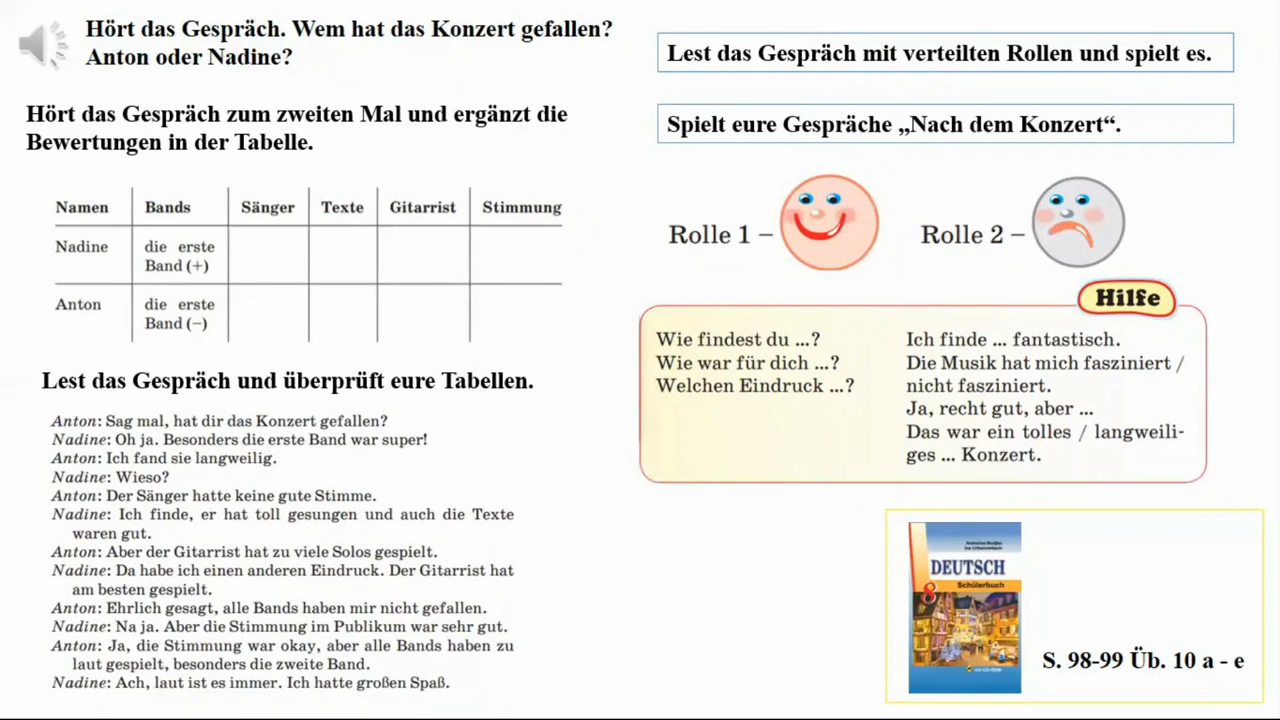 Hört das Gespräch. Wem hat das Konzert gefallen?
Anton oder Nadine?
Hört das Gespräch zum zweiten Mal und ergänzt die
Bewertungen in der Tabelle.
Namen Bands Sänger Texte Gitarrist Stimmung
Nadine die erste
Band (+)
Anton die erste
Band (–)
Lest das Gespräch und überprüft eure Tabellen.
Anton: Sag mal, hat dir das Konzert gefallen?
Nadine: Oh ja. Besonders die erste Band war super!
Anton: Ich fand sie langweilig.
Nadine: Wieso?
Anton: Der Sänger hatte keine gute Stimme.
Nadine: Ich finde, er hat toll gesungen und auch die Texte
waren gut.
Anton: Aber der Gitarrist hat zu viele Solos gespielt.
Nadine: Da habe ich einen anderen Eindruck. Der Gitarrist hat
am besten gespielt.
Anton: Ehrlich gesagt, alle Bands haben mir nicht gefallen.
Nadine: Na ja. Aber die Stimmung im Publikum war sehr gut.
Anton: Ja, die Stimmung war okay, aber alle Bands haben zu
laut gespielt, besonders die zweite Band.
Nadine: Ach, laut ist es immer. Ich hatte großen Spaß.
Lest das Gespräch mit verteilten Rollen und spielt es.
Spielt eure Gespräche „Nach dem Konzert“.
Rolle 1 –
Rolle 2 –
Hilfe
Wie findest du ...?
Wie war für dich ...?
Welchen Eindruck ...?
Ich finde ... fantastisch.
Die Musik hat mich fasziniert /
nicht fasziniert.
Ja, recht gut, aber ...
Das war ein tolles / langweili-
ges ... Konzert.
DEUTSCH
8
Schülerbuch
S. 98-99 Üb. 10 a - e